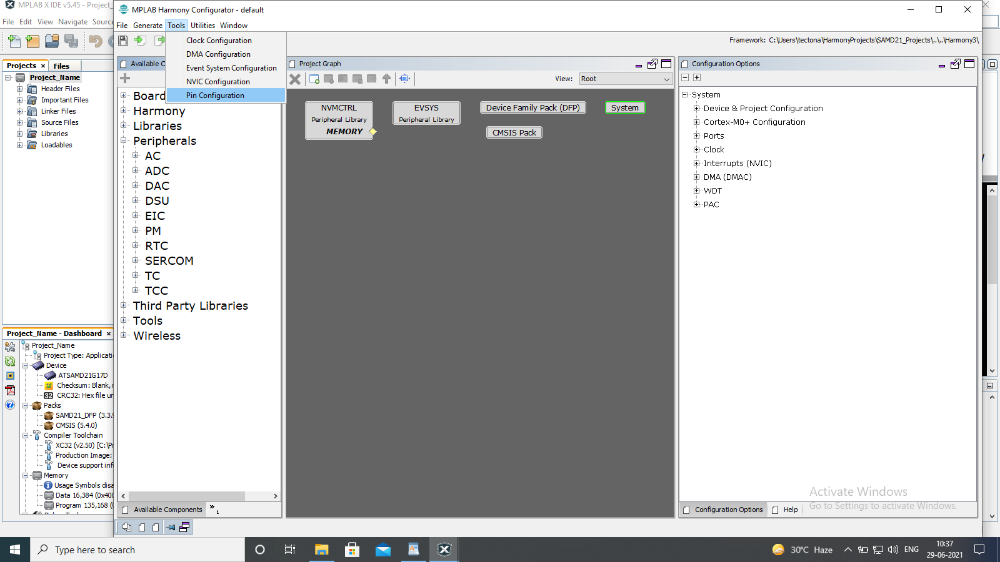 MPLAB X IDE v5.45 - Project_
File Edit View Navigate Source
Projects × Files
Project_Name
Header Files
Important Files
Linker Files
Source Files
Libraries
Loadables
Project_Name - Dashboard ×
Project_Name
Project Type: Applicati
Device
ATSAMD21G17D
Checksum: Blank,
32 CRC32: Hex file
Packs
SAMD21_DFP (3.3.
CMSIS (5.4.0)
Compiler Toolchain
XC32 (v2.50) [C:\P
Production Image:
Device support inf
Memory
Usage Symbols disa
Data 16,384 (0x400
Program 135,168 (
MPLAB Harmony Configurator - default
File Generate Tools Utilities Window
Framework: C:\Users\tectona\HarmonyProjects\SAMD21_Projects\..\..\Harmony3\
Clock Configuration
DMA Configuration
Event System Configuration
NVIC Configuration
Pin Configuration
Available C
Board
Harmony
Libraries
Peripherals
AC
ADC
DAC
DSU
EIC
PM
RTC
SERCOM
TC
TCC
Third Party Libraries
Tools
Wireless
Available Components » 1
Project Graph
View: Root
NVMCTRL
Peripheral Library
MEMORY
EVSYS
Peripheral Library
Device Family Pack (DFP)
CMSIS Pack
System
Configuration Options
System
Device & Project Configuration
Cortex-M0+ Configuration
Ports
Clock
Interrupts (NVIC)
DMA (DMAC)
WDT
PAC
Activate Windows
Go to Settings to activate Windows.
Configuration Options Help
Type here to search
30°C Haze
ENG
10:37
29-06-2021